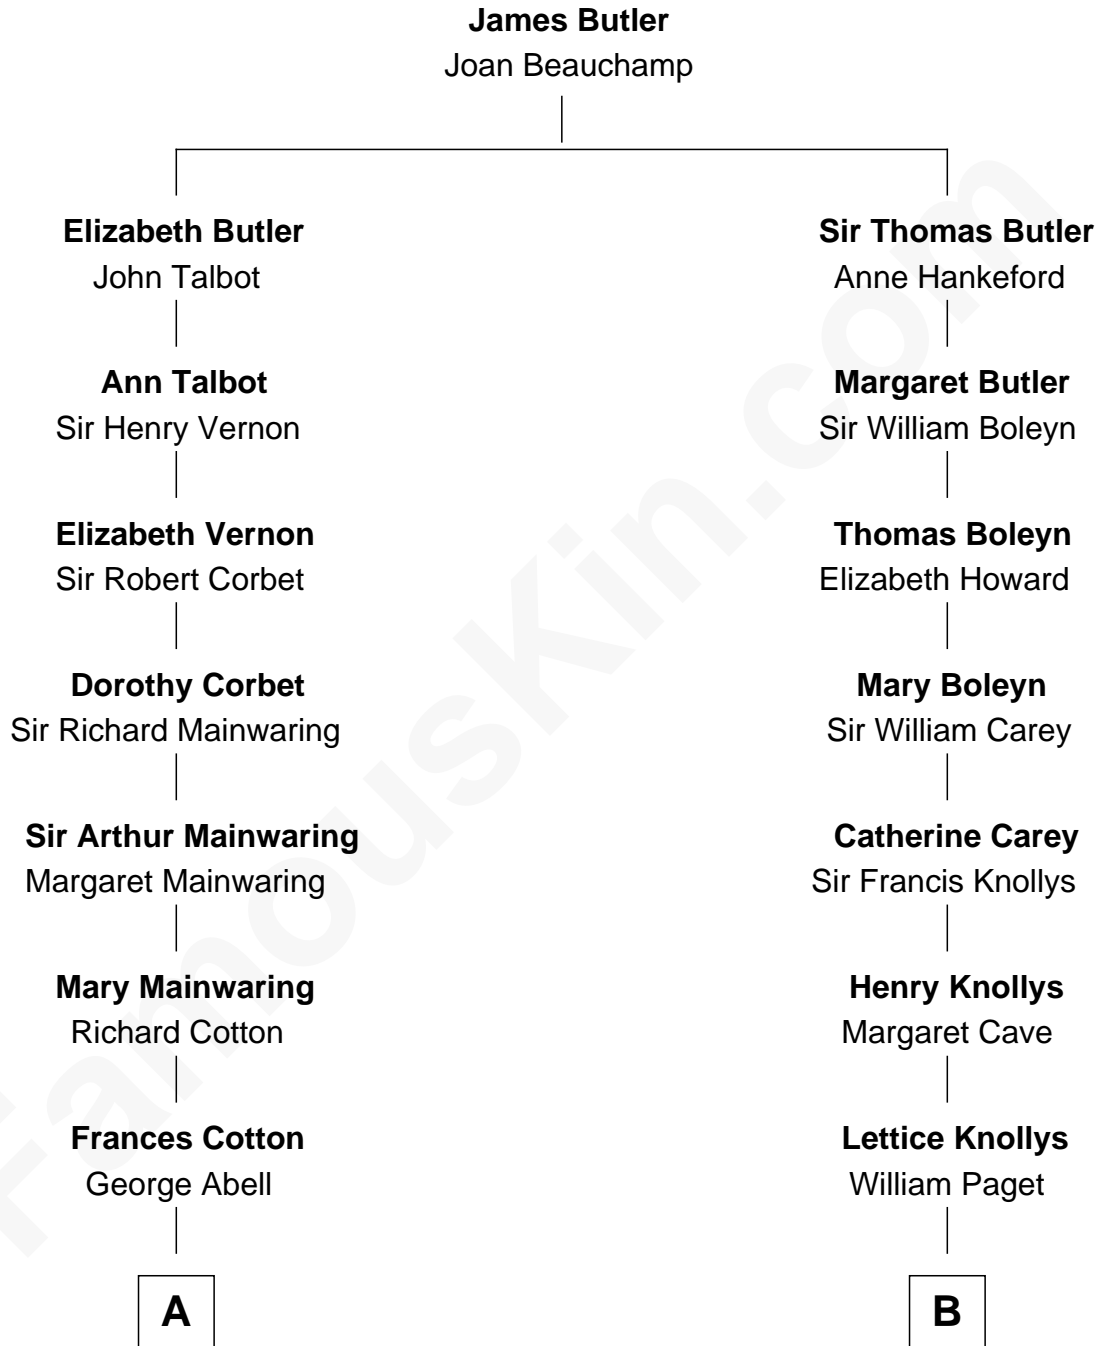 James Butler
Joan Beauchamp
Elizabeth Butler
John Talbot
Sir Thomas Butler
Anne Hankeford
Ann Talbot
Sir Henry Vernon
Margaret Butler
Sir William Boleyn
Elizabeth Vernon
Sir Robert Corbet
Thomas Boleyn
Elizabeth Howard
Dorothy Corbet
Sir Richard Mainwaring
Mary Boleyn
Sir William Carey
Sir Arthur Mainwaring
Margaret Mainwaring
Catherine Carey
Sir Francis Knollys
Mary Mainwaring
Richard Cotton
Henry Knollys
Margaret Cave
Frances Cotton
George Abell
Lettice Knollys
William Paget
A
B
FamousKin.com